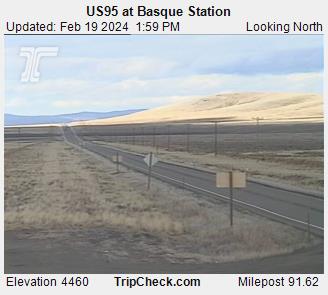 US95 at Basque Station
Updated: Feb 19 2024 1:59 PM Looking North
Elevation 4460 TripCheck.com Milepost 91.62